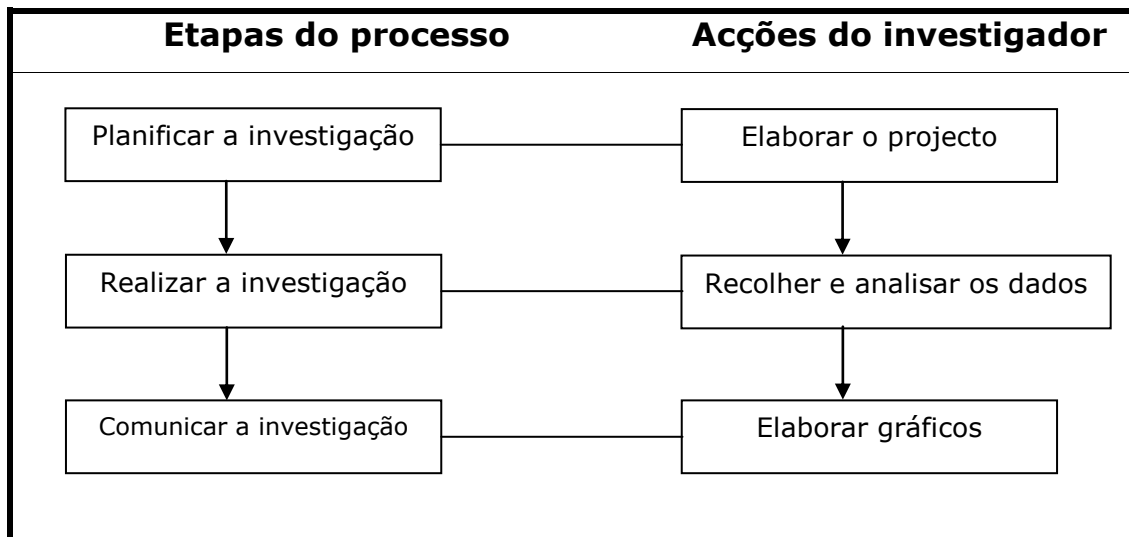 Etapas do processo
Acções do investigador
Planificar a investigação
Elaborar o projecto
Realizar a investigação
Recolher e analisar os dados
Comunicar a investigação
Elaborar gráficos